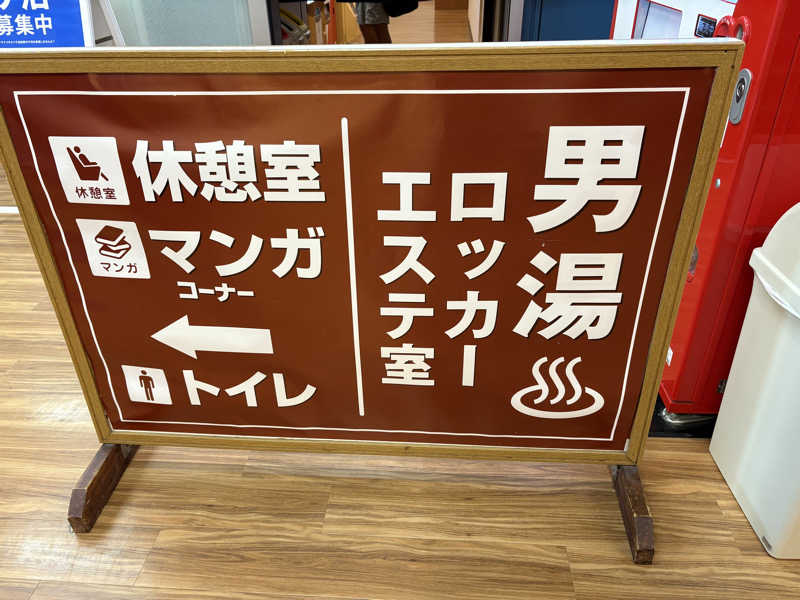 募集中
男湯
ロッカー
エステ室
休憩室
休憩室
マンガ
マンガ
コーナー
トイレ